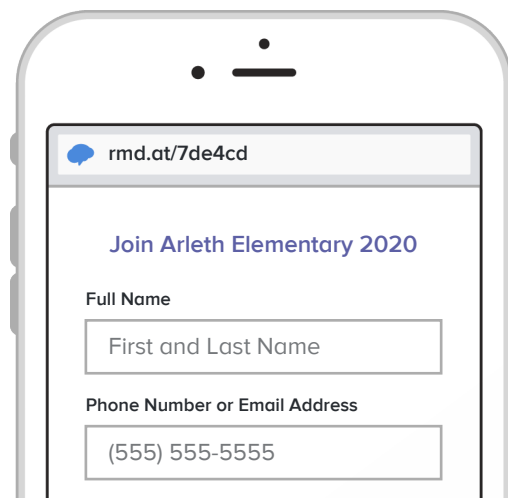 rmd.at/7de4cd
Join Arleth Elementary 2020
Full Name
First and Last Name
Phone Number or Email Address
(555) 555-5555